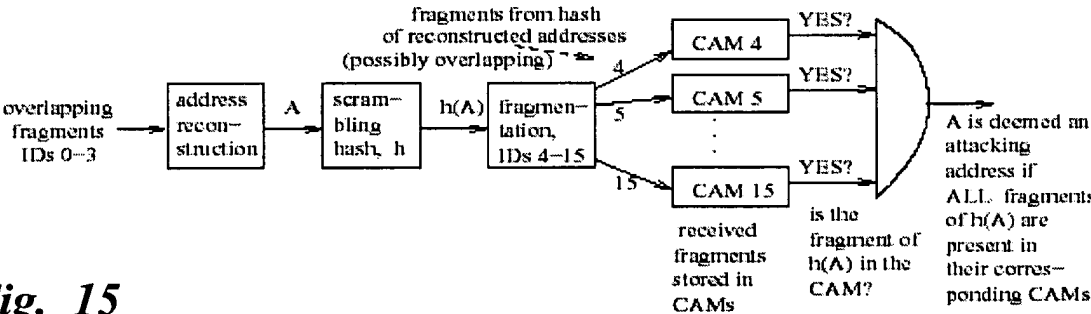 fragments from hash
of reconstructed addresses
(possibly overlapping)
overlapping
fragments
IDs 0–3
address
recon–
struction
A
scram–
bling
hash, h
h(A)
fragmen–
tation,
IDs 4–15
4
5
15
CAM 4
CAM 5
CAM 15
received
fragments
stored in
CAMs
YES?
YES?
YES?
is the
fragment of
h(A) in the
CAM?
A is deemed an
attacking
address if
ALL fragments
of h(A) are
present in
their corres–
ponding CAMs
ig. 15